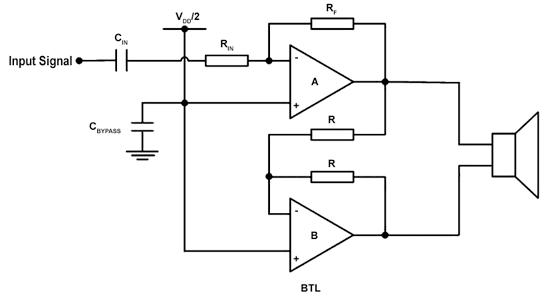 V_DD/2
C_IN
R_IN
R_F
Input Signal
-
A
+
C_BYPASS
R
R
-
B
+
BTL